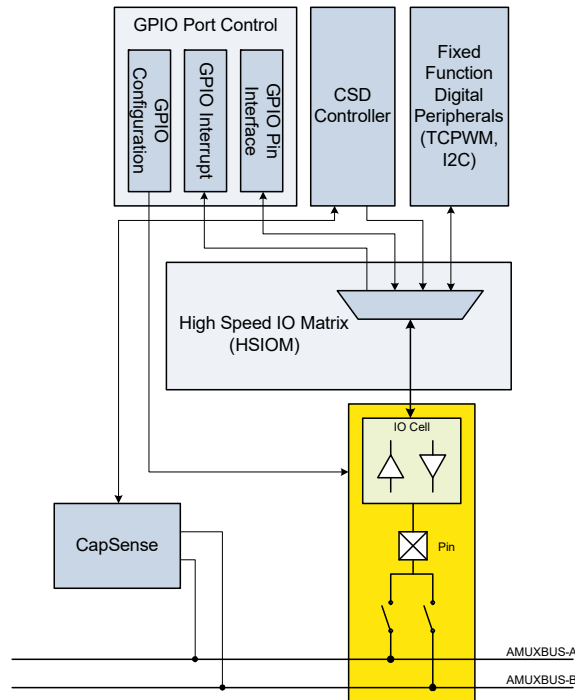 GPIO Port Control
GPIO
Configuration
GPIO Interrupt
GPIO Pin
Interface
CSD
Controller
Fixed
Function
Digital
Peripherals
(TCPWM,
I2C)
High Speed IO Matrix
(HSIOM)
IO Cell
CapSense
Pin
AMUXBUS-A
AMUXBUS-B